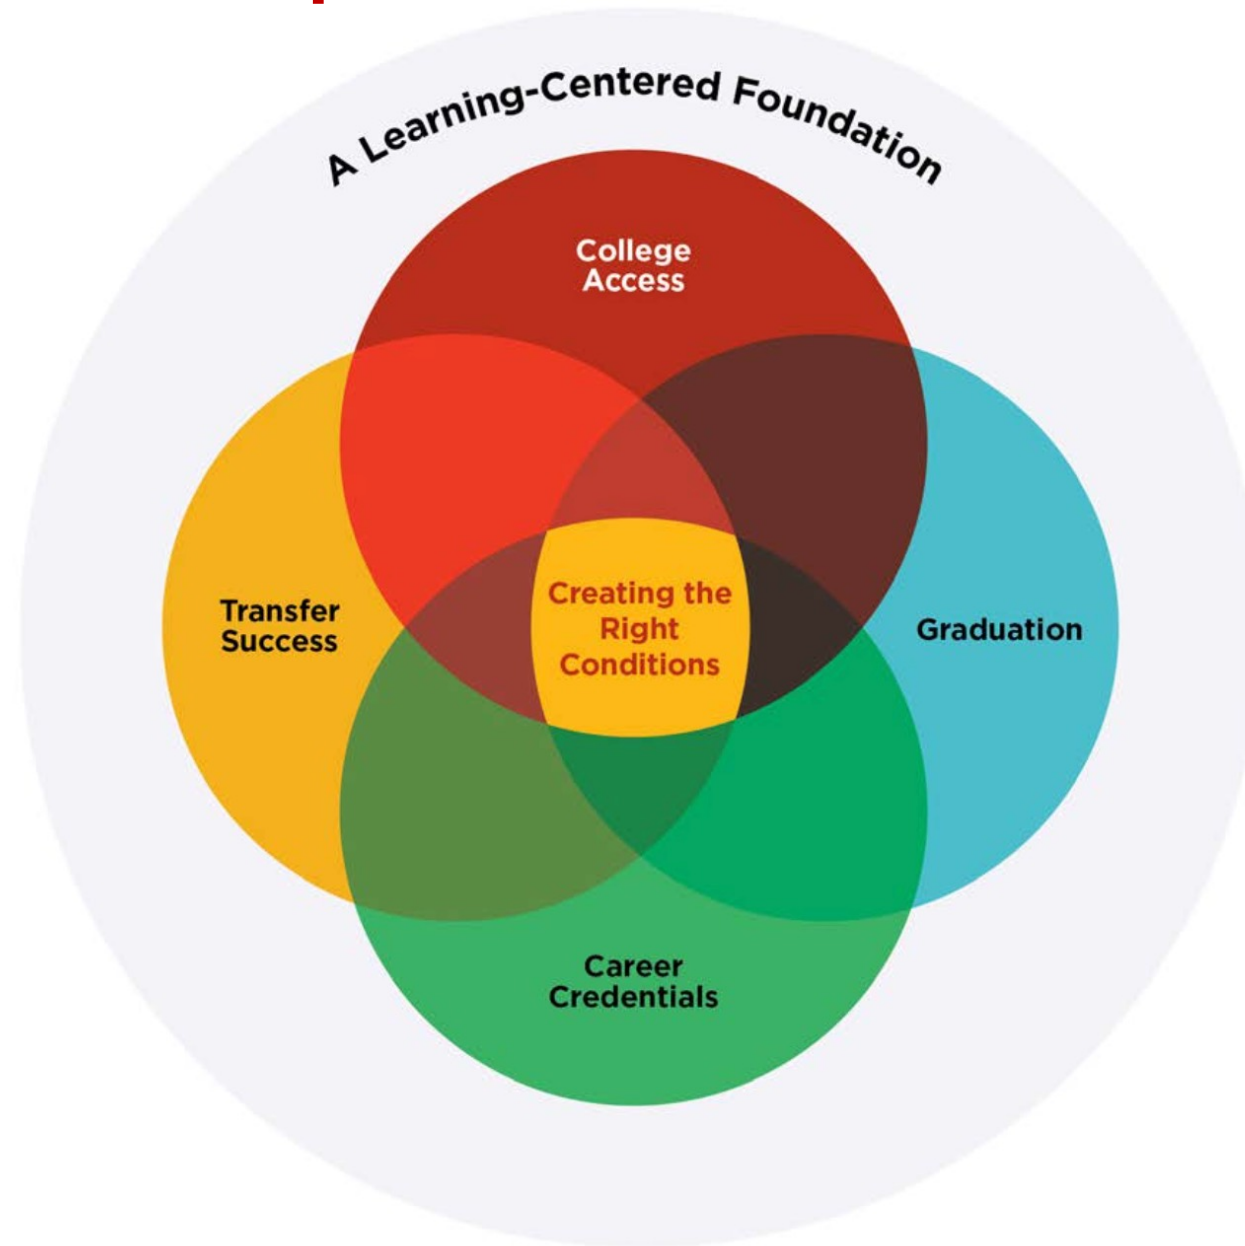 A Learning-Centered Foundation
College
Access
Transfer
Success
Creating the
Right
Conditions
Graduation
Career
Credentials